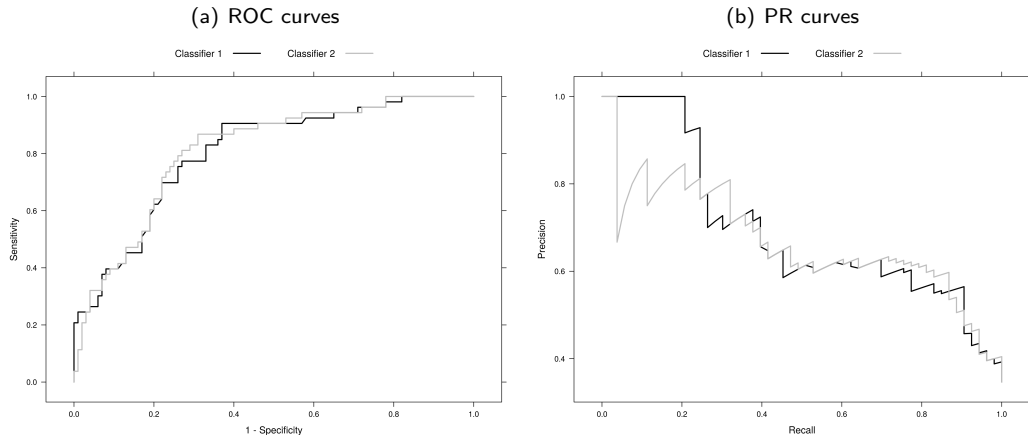 (a) ROC curves
Classifier 1
Classifier 2
1.0
0.8
0.6
0.4
0.2
0.0
Sensitivity
0.0 0.2 0.4 0.6 0.8 1.0
1 - Specificity
(b) PR curves
Classifier 1
Classifier 2
1.0
0.8
0.6
0.4
Precision
0.0 0.2 0.4 0.6 0.8 1.0
Recall